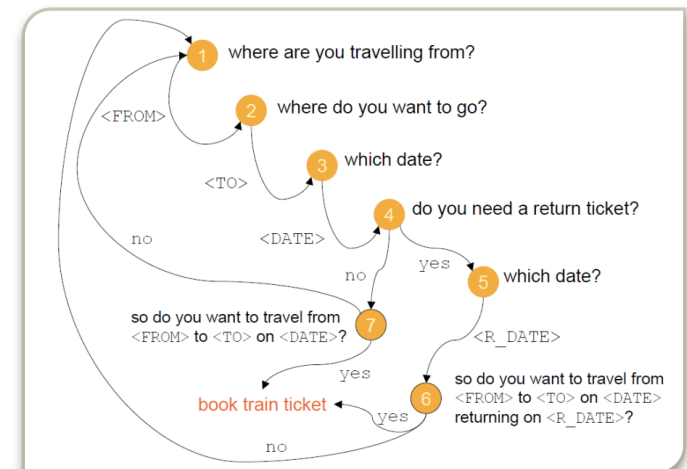 1 where are you travelling from?
<FROM>
2 where do you want to go?
<TO>
3 which date?
<DATE>
4 do you need a return ticket?
no
no
yes
5 which date?
<R_DATE>
so do you want to travel from
<FROM> to <TO> on <DATE>?
7
yes
book train ticket
yes
6
so do you want to travel from
<FROM> to <TO> on <DATE>
returning on <R_DATE>?
no